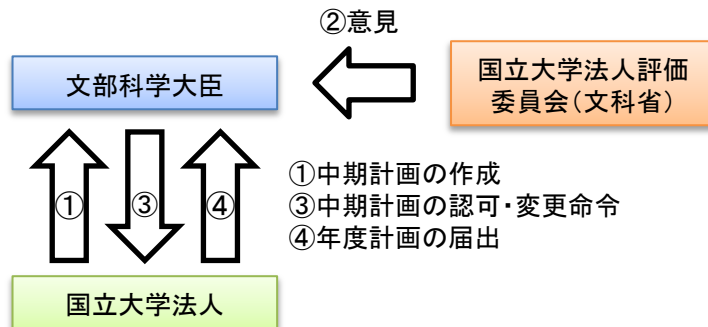 ②意見
文部科学大臣
国立大学法人評価
委員会(文科省)
① ③ ④
①中期計画の作成
③中期計画の認可・変更命令
④年度計画の届出
国立大学法人